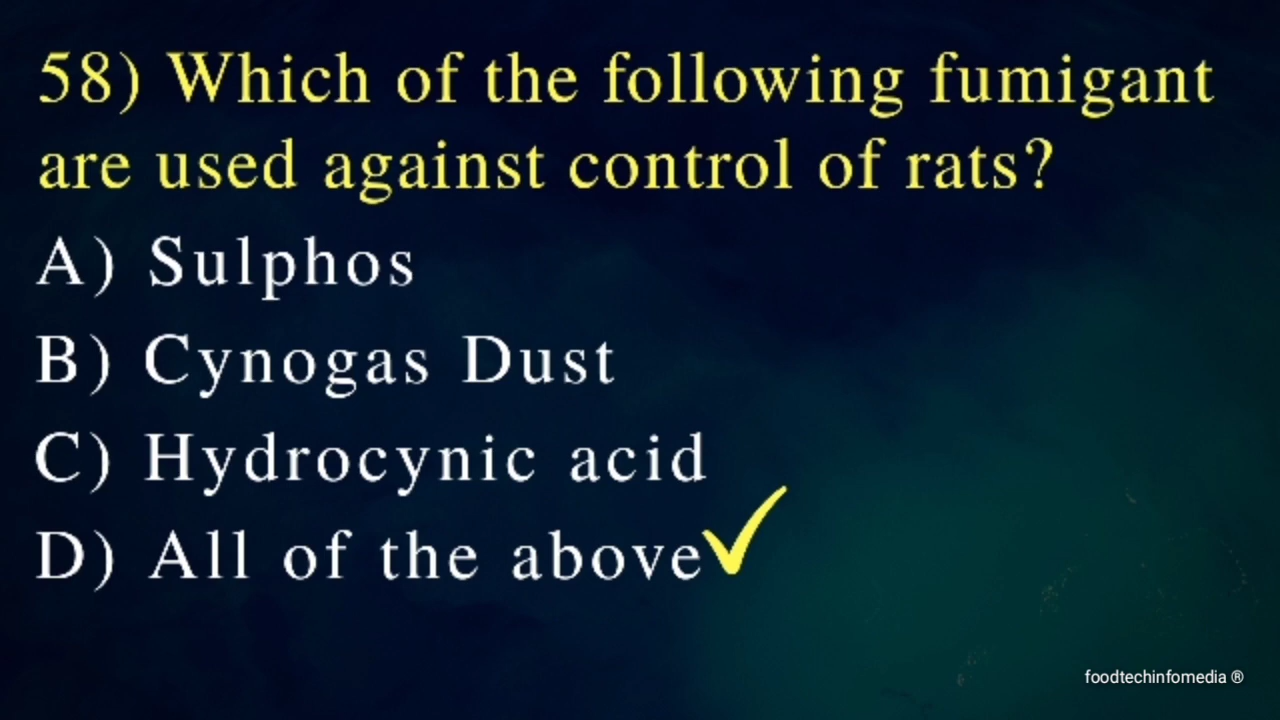 58) Which of the following fumigant
are used against control of rats?
A) Sulphos
B) Cynogas Dust
C) Hydrocynic acid
D) All of the above
foodtechinfomedia ®